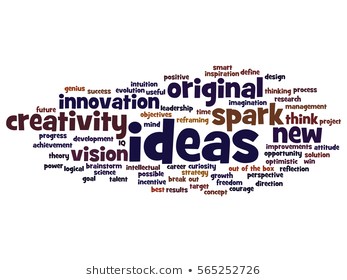 smart
intuition positive inspiration define
genius success evolution useful original design
thinking process
future innovation leadership imagination research
objectives time spark management
creativity mind reframing think project
progress development IQ ideas new
achievement improvements attitude
theory vision opportunity solution
power logical brainstorm intellectual career curiosity optimistic win
science possible strategy out of the box reflection
goal talent incentive break out growth perspective
best results target freedom direction
concept courage
shutterstock.com • 565252726